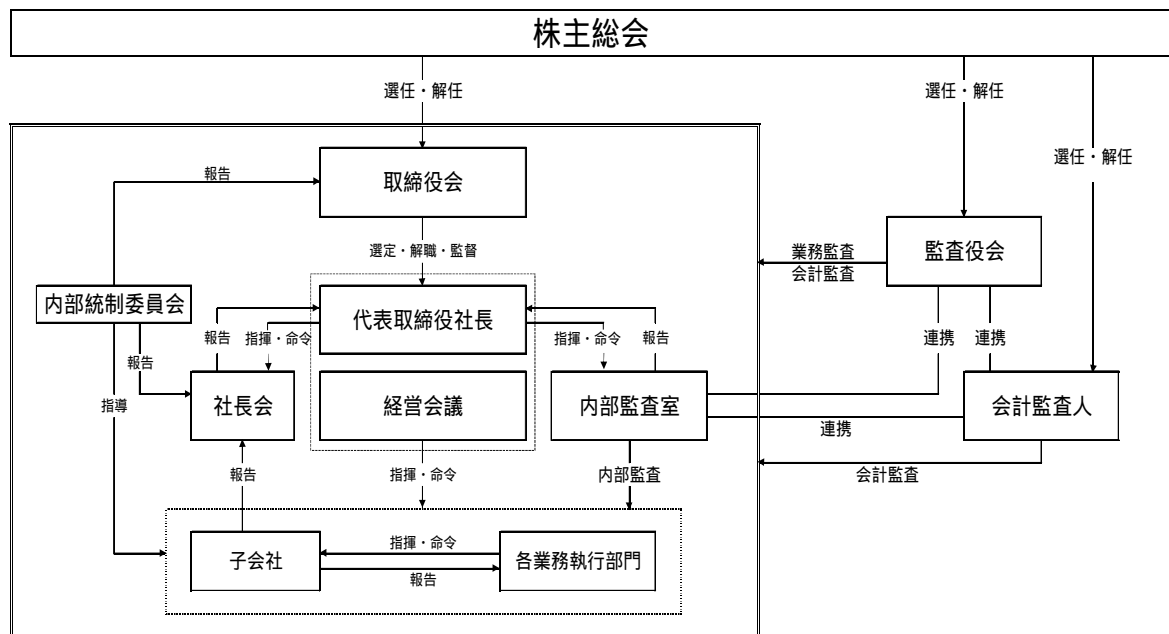 株主総会
選任・解任
選任・解任
選任・解任
報告
取締役会
選定・解職・監督
業務監査
会計監査
監査役会
内部統制委員会
代表取締役社長
報告
指揮・命令
指揮・命令
報告
連携
連携
報告
指導
社長会
経営会議
内部監査室
会計監査人
連携
報告
指揮・命令
内部監査
会計監査
子会社
指揮・命令
報告
各業務執行部門